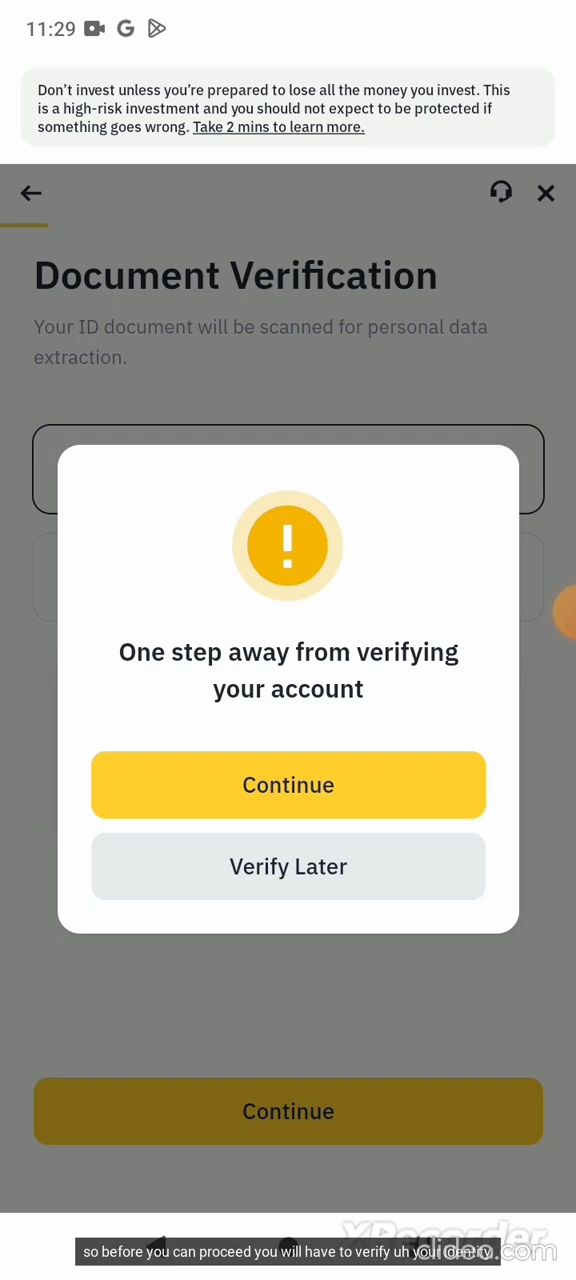 11:29
Don't invest unless you're prepared to lose all the money you invest. This
is a high-risk investment and you should not expect to be protected if
something goes wrong. Take 2 mins to learn more.
Document Verification
Your ID document will be scanned for personal data
extraction.
One step away from verifying
your account
Continue
Verify Later
Continue
XRecorder
so before you can proceed you will have to verify uh your identity
clideo.com